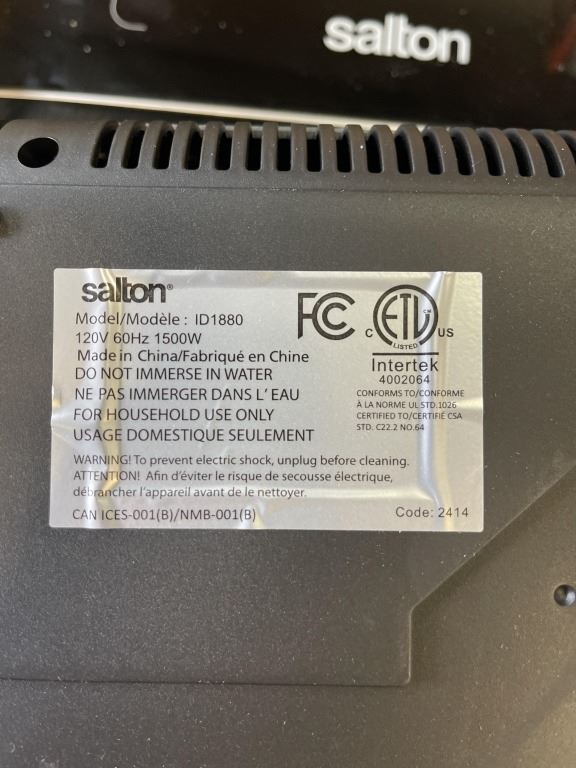 salton
salton®
Model/Modèle : ID1880
120V 60Hz 1500W
Made in China/Fabriqué en Chine
DO NOT IMMERSE IN WATER
NE PAS IMMERGER DANS L' EAU
FOR HOUSEHOLD USE ONLY
USAGE DOMESTIQUE SEULEMENT
WARNING! To prevent electric shock, unplug before cleaning.
ATTENTION! Afin d'éviter le risque de secousse électrique,
débrancher l'appareil avant de le nettoyer.
CAN ICES-001(B)/NMB-001(B)
FC
C ETL CM US
LISTED
Intertek
4002064
CONFORMS TO/CONFORME
À LA NORME UL STD.1026
CERTIFIED TO/CERTIFIÉ CSA
STD. C22.2 NO.64
Code: 2414